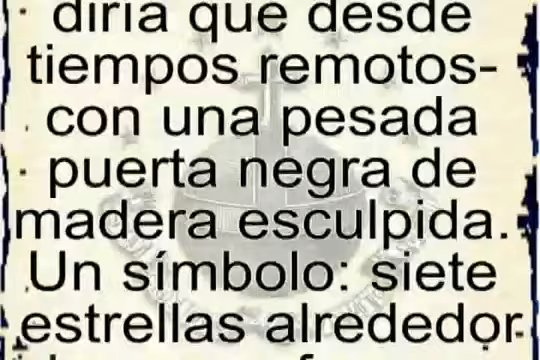 diría que desde
tiempos remotos-
con una pesada
puerta negra de
madera esculpida.
Un símbolo: siete
estrellas alrededor